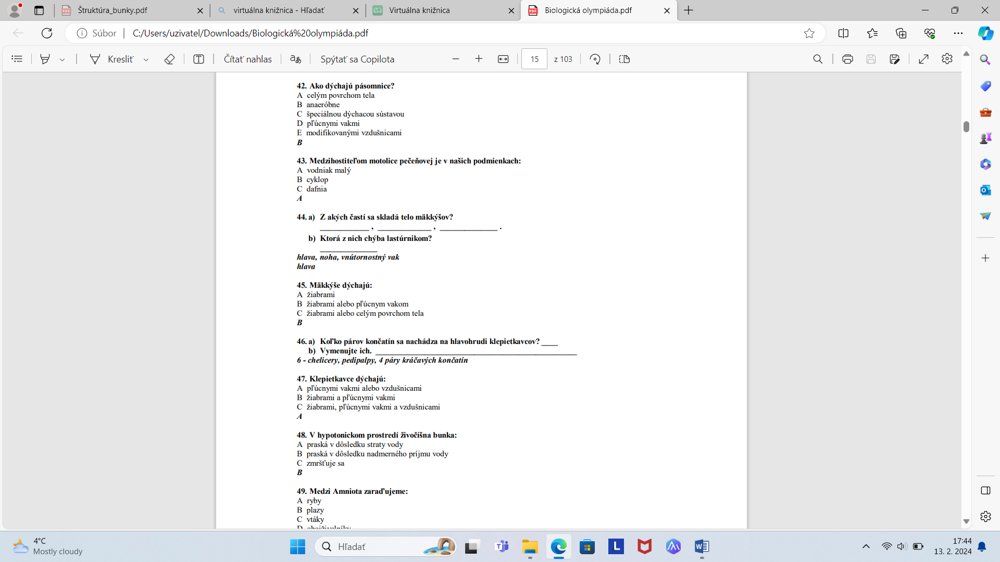 Štruktúra_bunky.pdf
virtuálna knižnica - Hľadať
Virtuálna knižnica
Biologická olympiáda.pdf
Súbor
C:/Users/uzivatel/Downloads/Biologická%20olympiáda.pdf
Kresliť
Čítať nahlas
aあ
Spýtať sa Copilota
15
z 103
42. Ako dýchajú pásomnice?
A celým povrchom tela
B anaeróbne
C špeciálnou dýchacou sústavou
D pľúcnymi vakmi
E modifikovanými vzdušnicami
B
43. Medzihostiteľom motolice pečeňovej je v našich podmienkach:
A vodniak malý
B cyklop
C dafnia
A
44. a) Z akých častí sa skladá telo mäkkýšov?
____________ , _____________ , ______________ .
b) Ktorá z nich chýba lastúrnikom?
______________
hlava, noha, vnútornostný vak
hlava
45. Mäkkýše dýchajú:
A žiabrami
B žiabrami alebo pľúcnym vakom
C žiabrami alebo celým povrchom tela
B
46. a) Koľko párov končatín sa nachádza na hlavohrudi klepietkavcov? ____
b) Vymenujte ich. _________________________________________________
6 - chelicery, pedipalpy, 4 páry kráčavých končatín
47. Klepietkavce dýchajú:
A pľúcnymi vakmi alebo vzdušnicami
B žiabrami a pľúcnymi vakmi
C žiabrami, pľúcnymi vakmi a vzdušnicami
A
48. V hypotonickom prostredí živočíšna bunka:
A praská v dôsledku straty vody
B praská v dôsledku nadmerného príjmu vody
C zmršťuje sa
B
49. Medzi Amniota zaraďujeme:
A ryby
B plazy
C vtáky
D obojživelníky
4°C
Mostly cloudy
Hľadať
17:44
13. 2. 2024